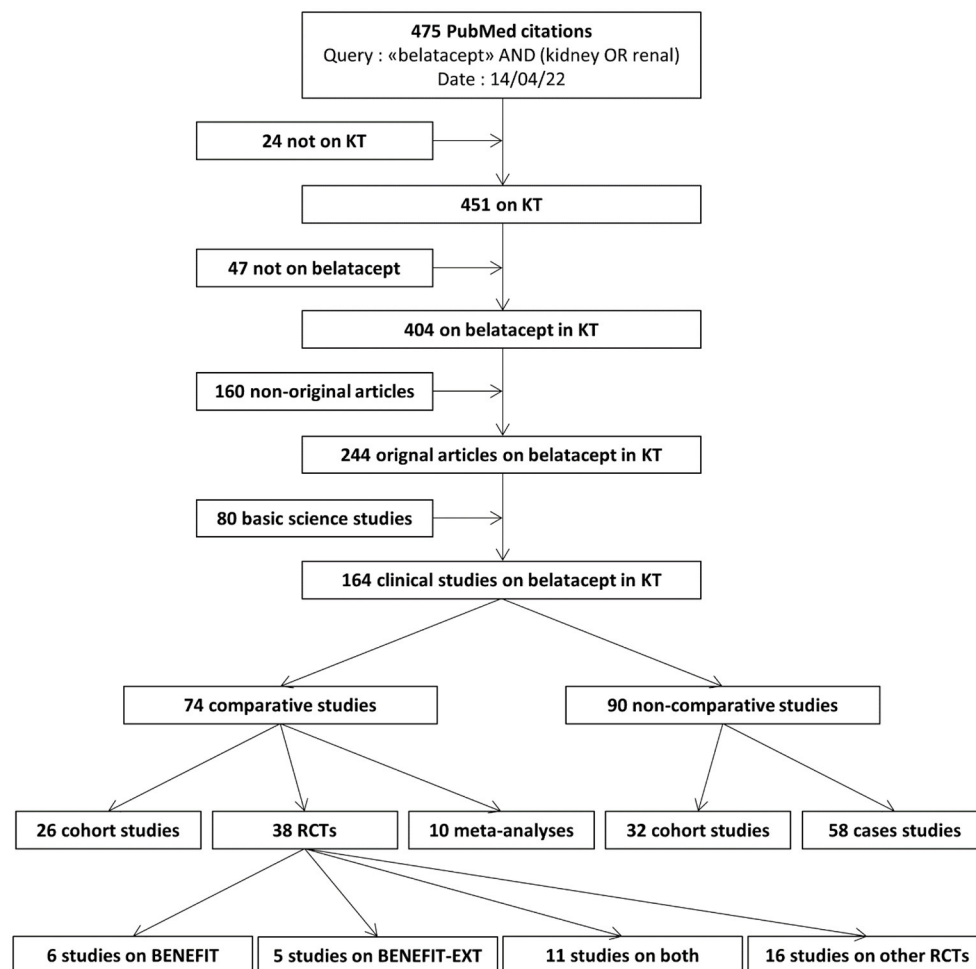 475 PubMed citations
Query : «belatacept» AND (kidney OR renal)
Date : 14/04/22
24 not on KT
451 on KT
47 not on belatacept
404 on belatacept in KT
160 non-original articles
244 orignal articles on belatacept in KT
80 basic science studies
164 clinical studies on belatacept in KT
74 comparative studies
90 non-comparative studies
26 cohort studies
38 RCTs
10 meta-analyses
32 cohort studies
58 cases studies
6 studies on BENEFIT
5 studies on BENEFIT-EXT
11 studies on both
16 studies on other RCTs